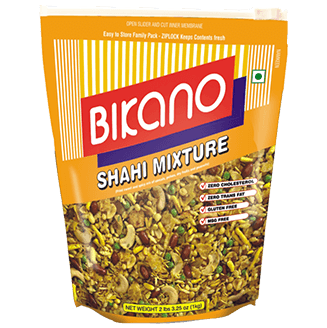 OPEN SLIDER AND CUT INNER MEMBRANE
Easy to Store Family Pack - ZIPLOCK Keeps Contents fresh
BIKANO
SHAHI MIXTURE
ZERO CHOLESTEROL
ZERO TRANS FAT
GLUTEN FREE
MSG FREE
NET WEIGHT 2 lbs 3.25 oz (1kg)